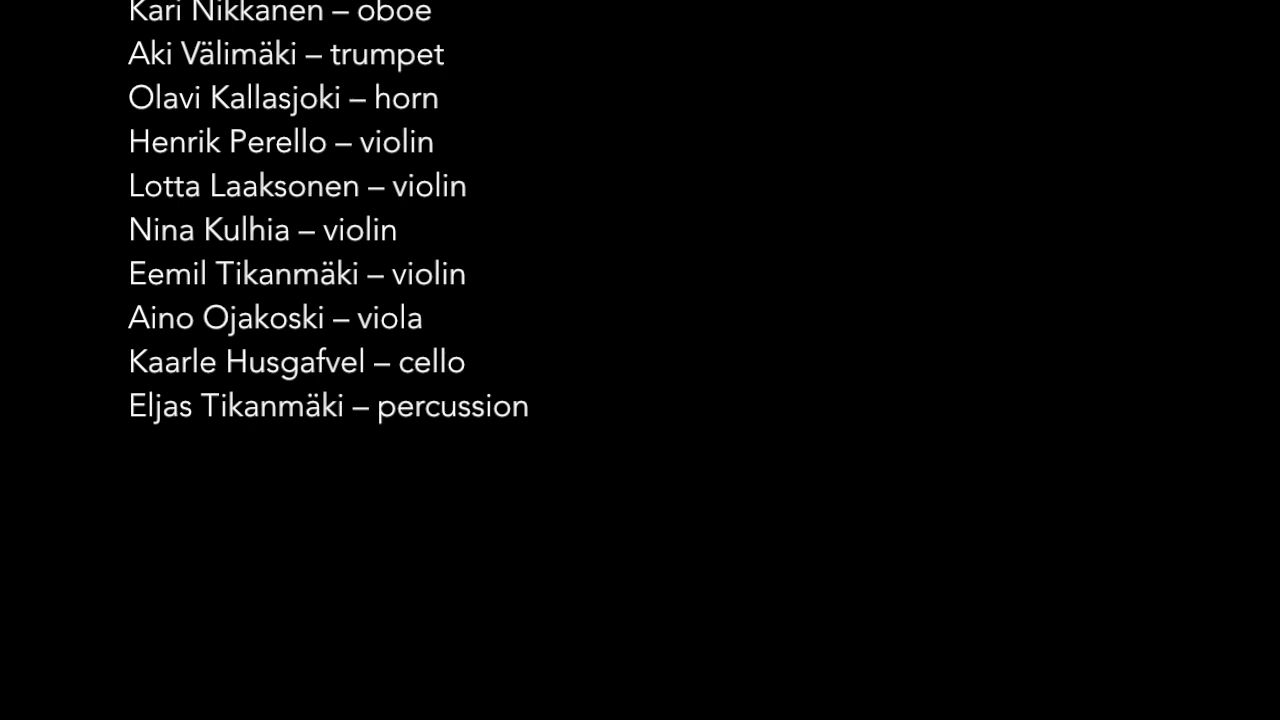 Kari Nikkanen – oboe
Aki Välimäki – trumpet
Olavi Kallasjoki – horn
Henrik Perello – violin
Lotta Laaksonen – violin
Nina Kulhia – violin
Eemil Tikanmäki – violin
Aino Ojakoski – viola
Kaarle Husgafvel – cello
Eljas Tikanmäki – percussion